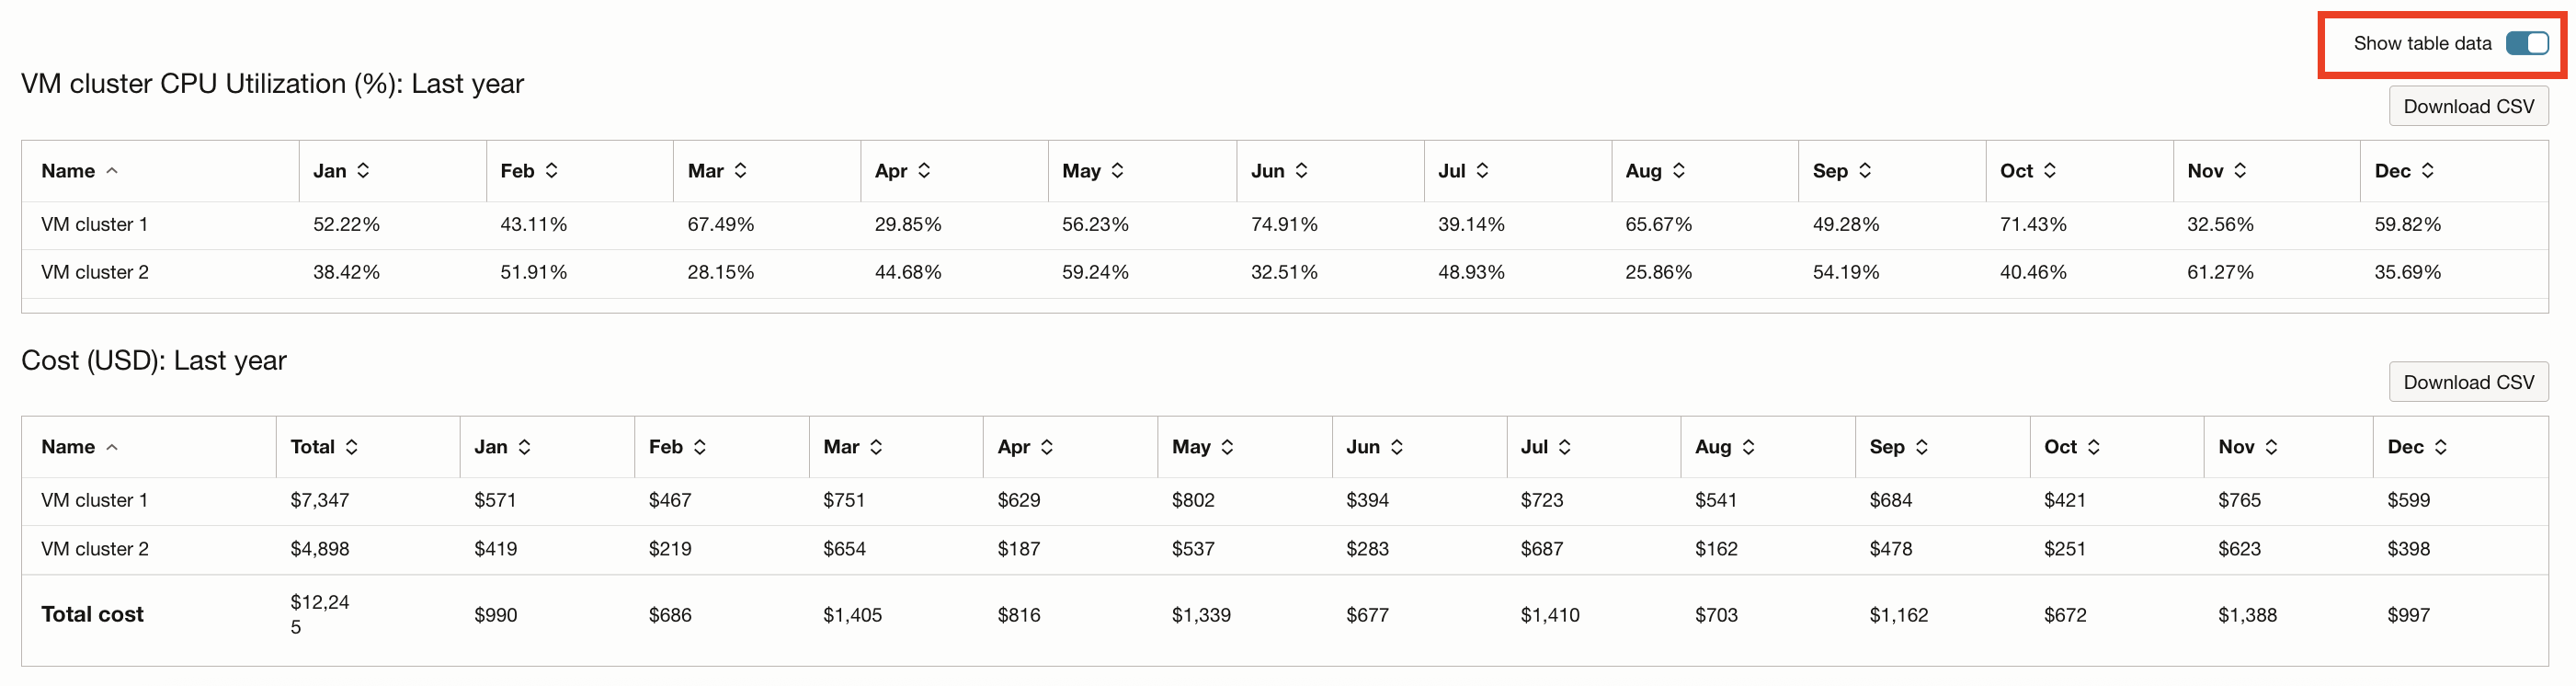 Show table data
VM cluster CPU Utilization (%): Last year
Download CSV
Name Jan Feb Mar Apr May Jun Jul Aug Sep Oct Nov Dec
VM cluster 1 52.22% 43.11% 67.49% 29.85% 56.23% 74.91% 39.14% 65.67% 49.28% 71.43% 32.56% 59.82%
VM cluster 2 38.42% 51.91% 28.15% 44.68% 59.24% 32.51% 48.93% 25.86% 54.19% 40.46% 61.27% 35.69%
Cost (USD): Last year
Download CSV
Name Total Jan Feb Mar Apr May Jun Jul Aug Sep Oct Nov Dec
VM cluster 1 $7,347 $571 $467 $751 $629 $802 $394 $723 $541 $684 $421 $765 $599
VM cluster 2 $4,898 $419 $219 $654 $187 $537 $283 $687 $162 $478 $251 $623 $398
Total cost $12,24
5 $990 $686 $1,405 $816 $1,339 $677 $1,410 $703 $1,162 $672 $1,388 $997